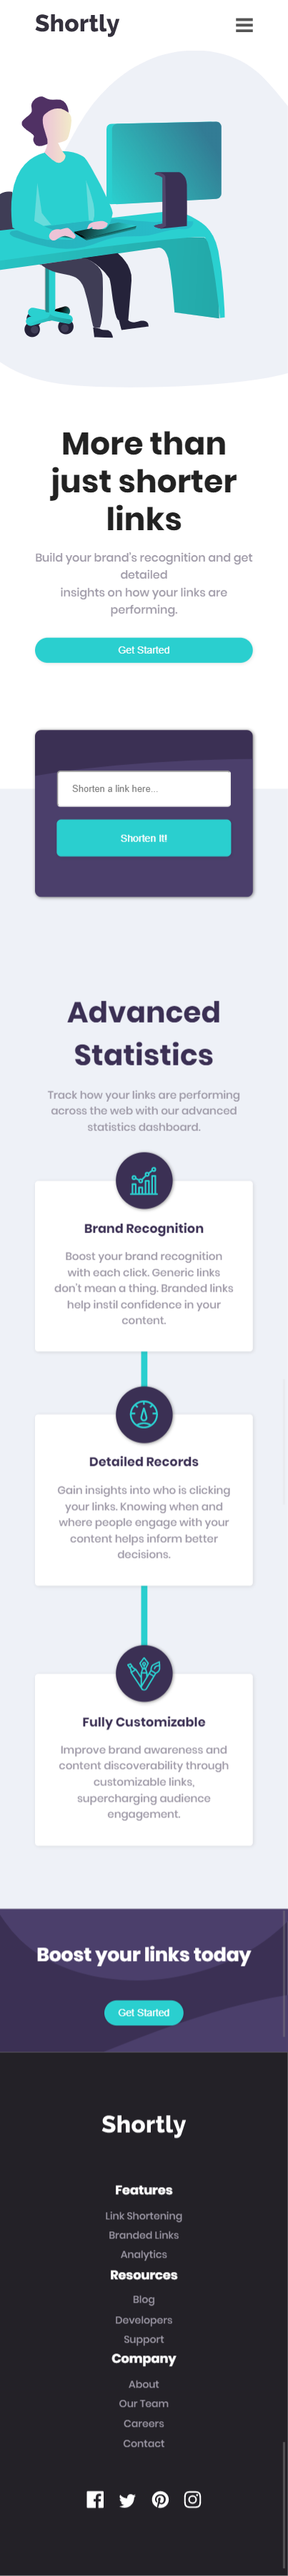 Shortly
More than
just shorter
links
Build your brand's recognition and get
detailed
insights on how your links are
performing.
Get Started
Shorten a link here...
Shorten It!
Advanced
Statistics
Track how your links are performing
across the web with our advanced
statistics dashboard.
Brand Recognition
Boost your brand recognition
with each click. Generic links
don't mean a thing. Branded links
help instil confidence in your
content.
Detailed Records
Gain insights into who is clicking
your links. Knowing when and
where people engage with your
content helps inform better
decisions.
Fully Customizable
Improve brand awareness and
content discoverability through
customizable links,
supercharging audience
engagement.
Boost your links today
Get Started
Shortly
Features
Link Shortening
Branded Links
Analytics
Resources
Blog
Developers
Support
Company
About
Our Team
Careers
Contact